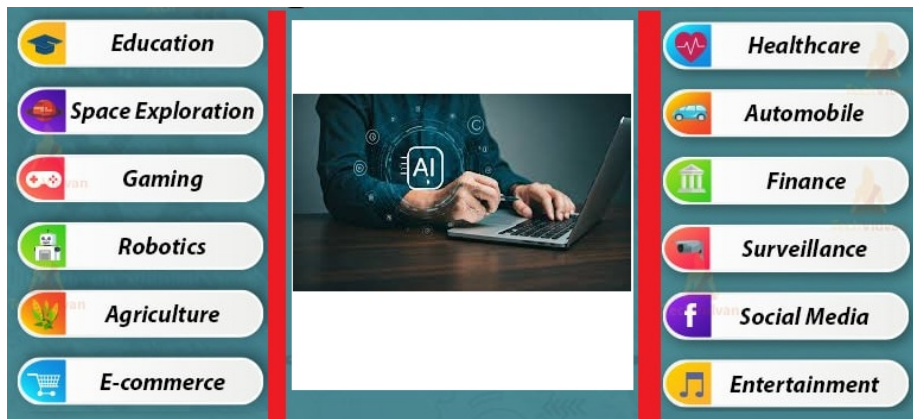 Education
Space Exploration
Gaming
Robotics
Agriculture
E-commerce
AI
Healthcare
Automobile
Finance
Surveillance
f
Social Media
Entertainment